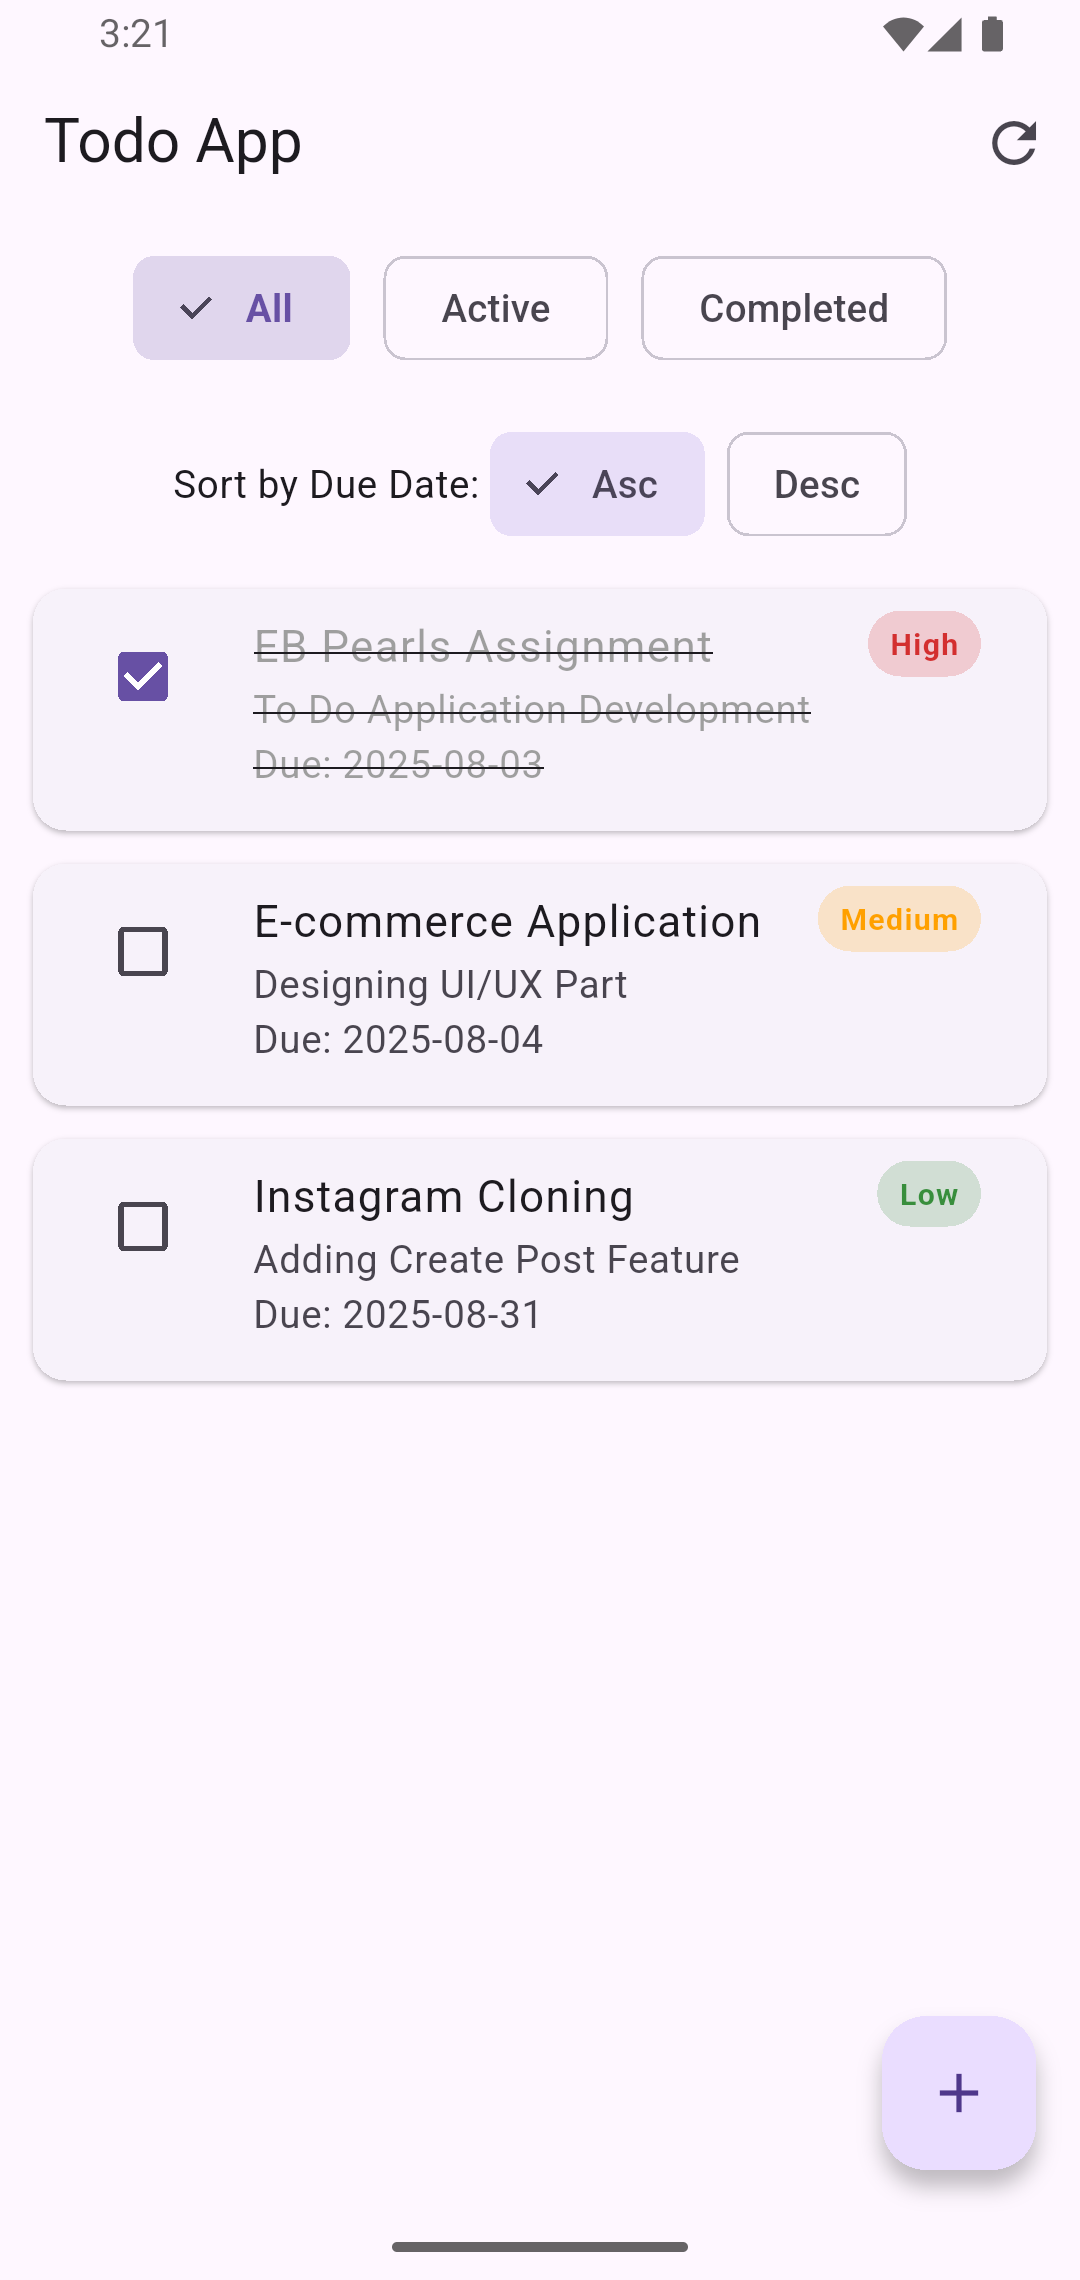 3:21
Todo App
All
Active
Completed
Sort by Due Date:
Asc
Desc
EB Pearls Assignment
High
To Do Application Development
Due: 2025-08-03
E-commerce Application
Medium
Designing UI/UX Part
Due: 2025-08-04
Instagram Cloning
Low
Adding Create Post Feature
Due: 2025-08-31